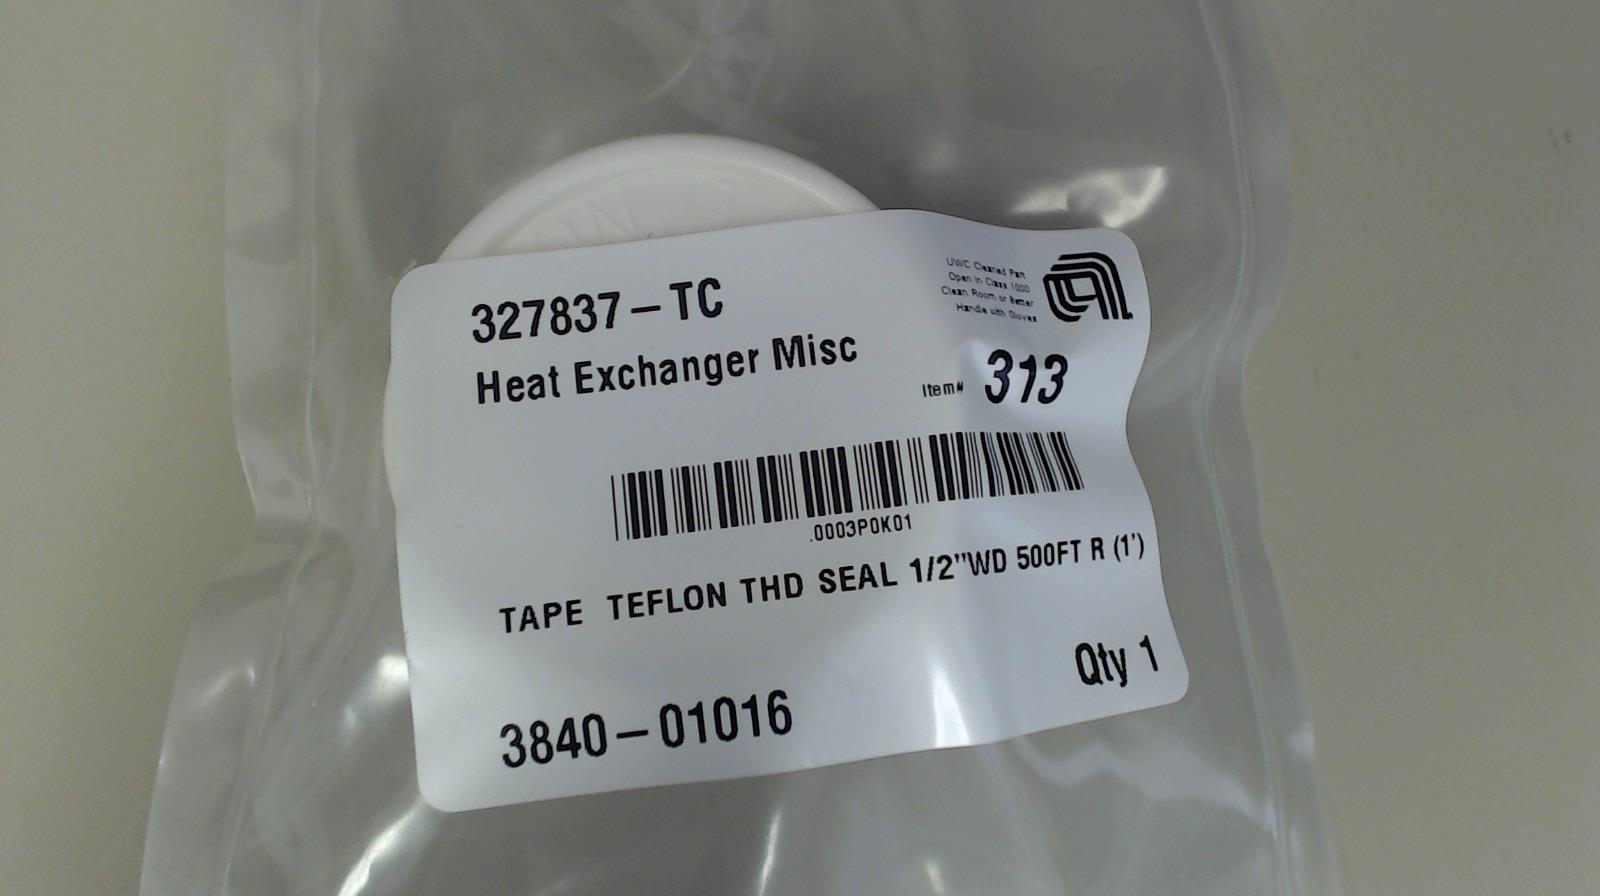 327837-TC
Heat Exchanger Misc
UWC Cleaned Part
Open in Class 1000
Clean Room or Better
Handle with Gloves
Item# 313
.0003P0K01
TAPE TEFLON THD SEAL 1/2"WD 500FT R (1')
Qty 1
3840-01016